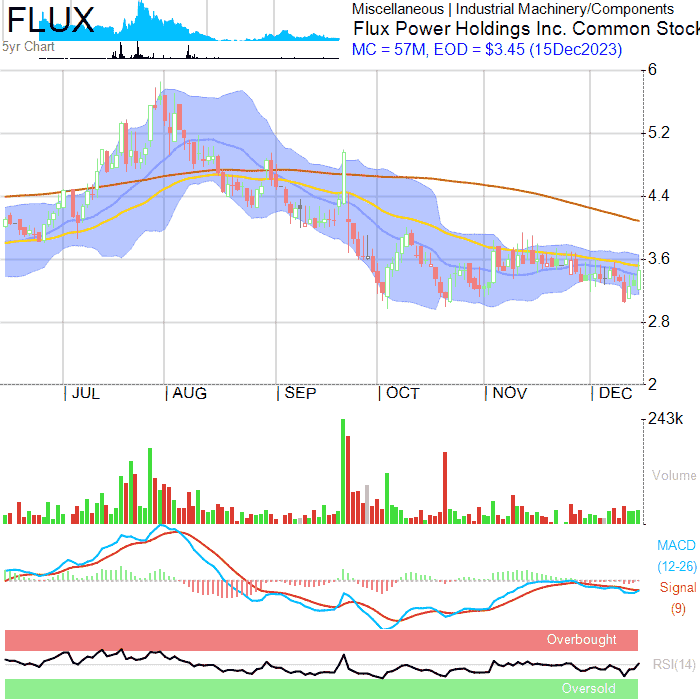 FLUX
5yr Chart
Miscellaneous | Industrial Machinery/Components
Flux Power Holdings Inc. Common Stock
MC = 57M, EOD = $3.45 (15Dec2023)
6
5.2
4.4
3.6
2.8
2
| JUL | AUG | SEP | OCT | NOV | DEC
243k
Volume
MACD
(12-26)
Signal
(9)
Overbought
RSI(14)
Oversold